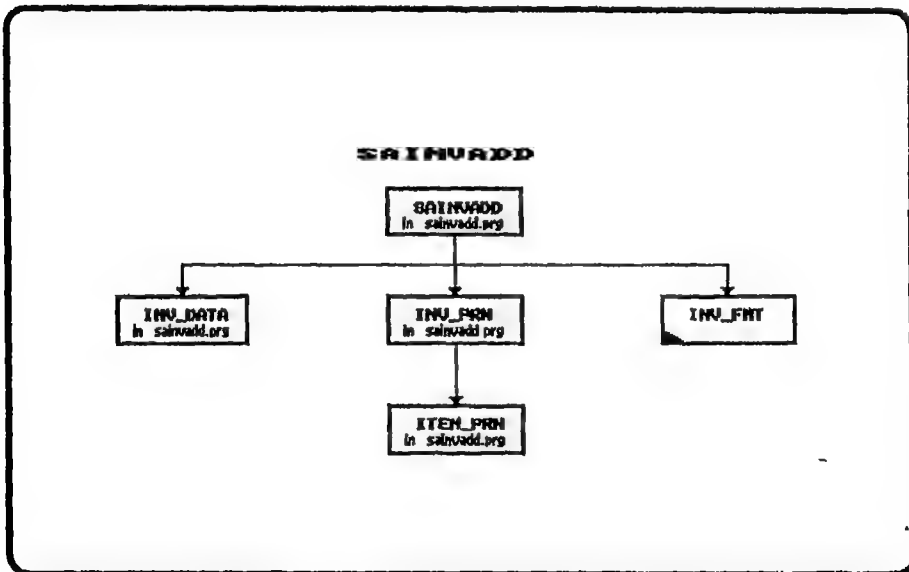 SAINVADD
SAINVADD
in sainvadd.prg
INV_DATA
in sainvadd.prg
INV_PRN
in sainvadd.prg
INV_FMT
ITEM_PRN
in sainvadd.prg